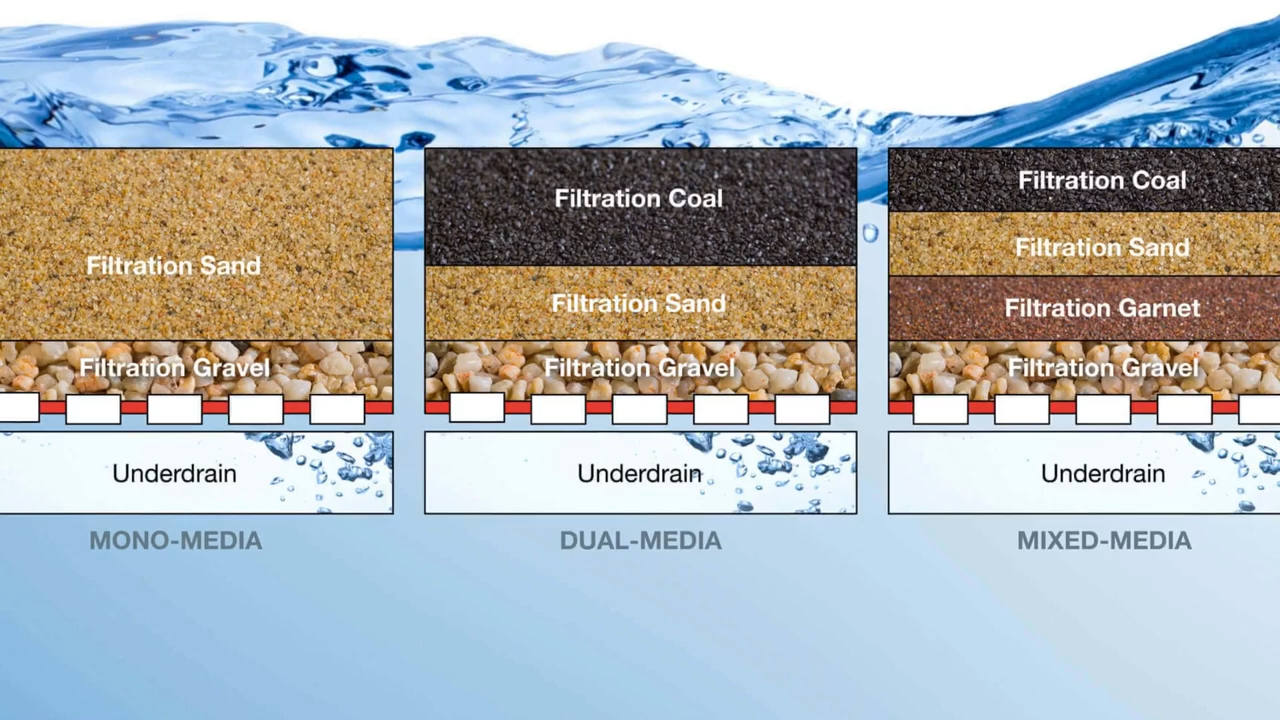 Filtration Sand
Filtration Gravel
Underdrain
MONO-MEDIA
Filtration Coal
Filtration Sand
Filtration Gravel
Underdrain
DUAL-MEDIA
Filtration Coal
Filtration Sand
Filtration Garnet
Filtration Gravel
Underdrain
MIXED-MEDIA